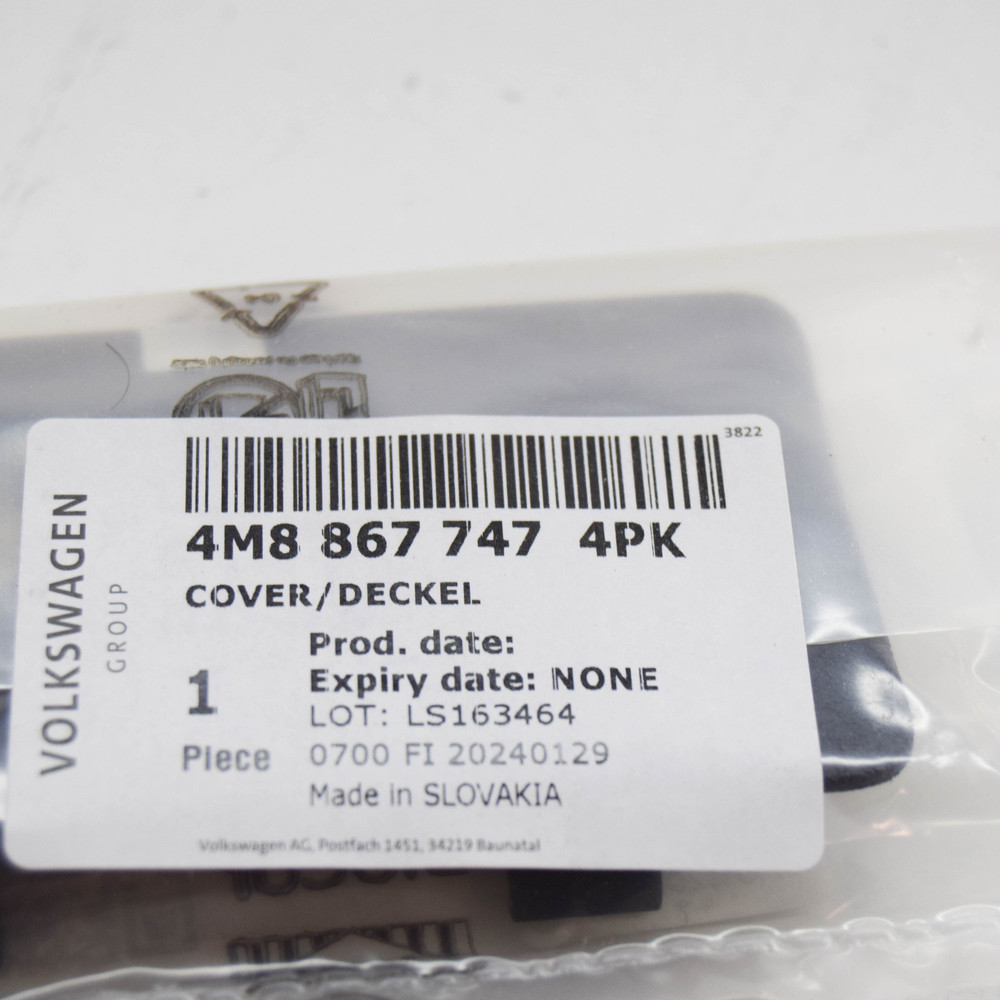 3822
4M8 867 747 4PK
COVER/DECKEL
VOLKSWAGEN
GROUP
Prod. date:
1
Expiry date: NONE
LOT: LS163464
Piece
0700 FI 20240129
Made in SLOVAKIA
Volkswagen AG, Postfach 1451, 34219 Baunatal